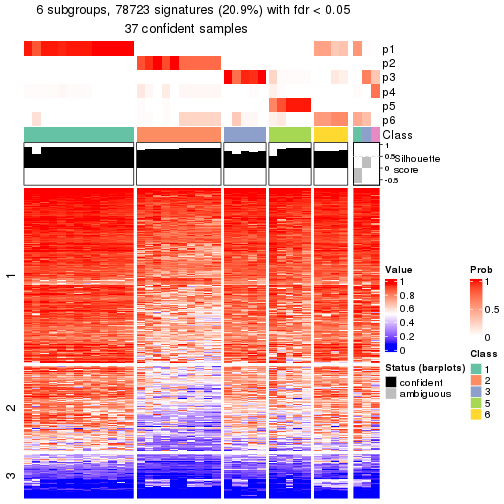 6 subgroups, 78723 signatures (20.9%) with fdr < 0.05
37 confident samples
p1
p2
p3
p4
p5
p6
Class
1
0.5
0
-0.5
Silhouette
score
1
2
3
Value
1
0.8
0.6
0.4
0.2
0
Status (barplots)
confident
ambiguous
Prob
1
0.5
0
Class
1
2
3
5
6